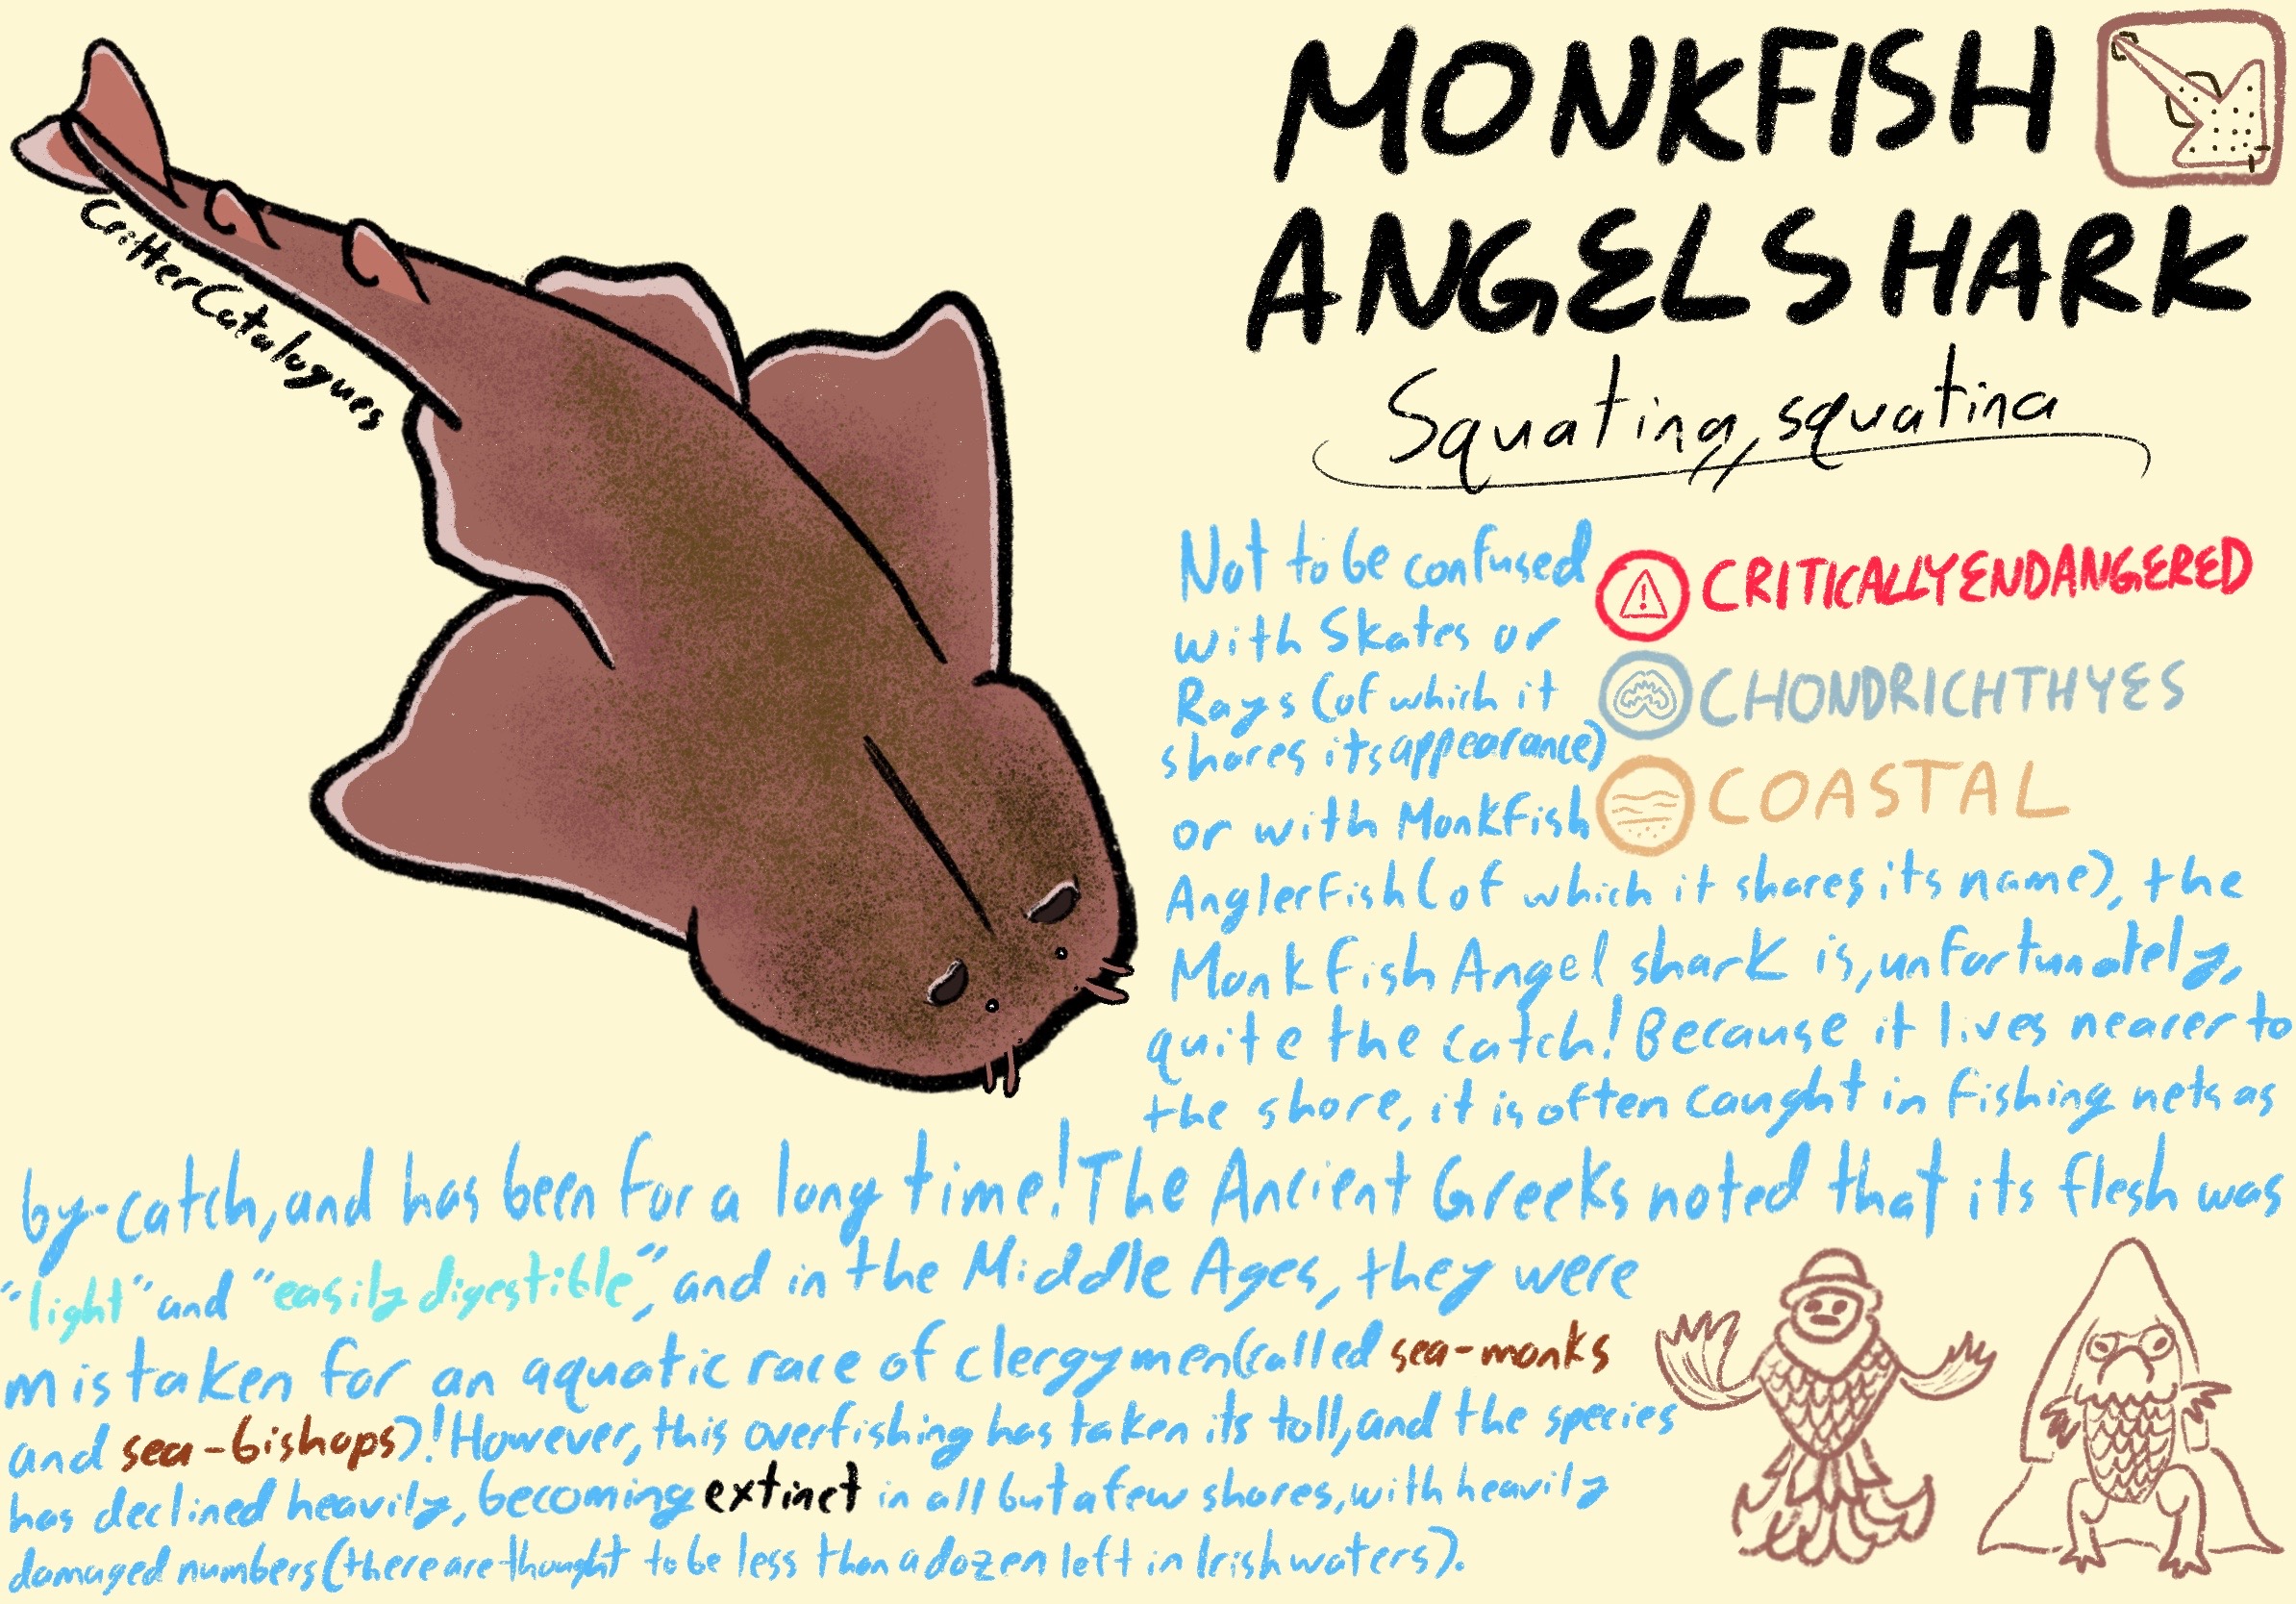 MONKFISH
ANGELSHARK
Squatina squatina
CritterCatalogues
Not to be confused
with Skates or
Rays (of which it
shares its appearance)
or with Monkfish
Anglerfish (of which it shares its name), the
Monkfish Angel shark is, unfortunately,
quite the catch! Because it lives nearer to
the shore, it is often caught in fishing nets as
by-catch, and has been for a long time! The Ancient Greeks noted that its flesh was
"light" and "easily digestible", and in the Middle Ages, they were
mistaken for an aquatic race of clergymen (called sea-monks
and sea-bishops)! However, this overfishing has taken its toll, and the species
has declined heavily, becoming extinct in all but a few shores, with heavily
damaged numbers (there are thought to be less than a dozen left in Irish waters).
CRITICALLY ENDANGERED
CHONDRICHTHYES
COASTAL